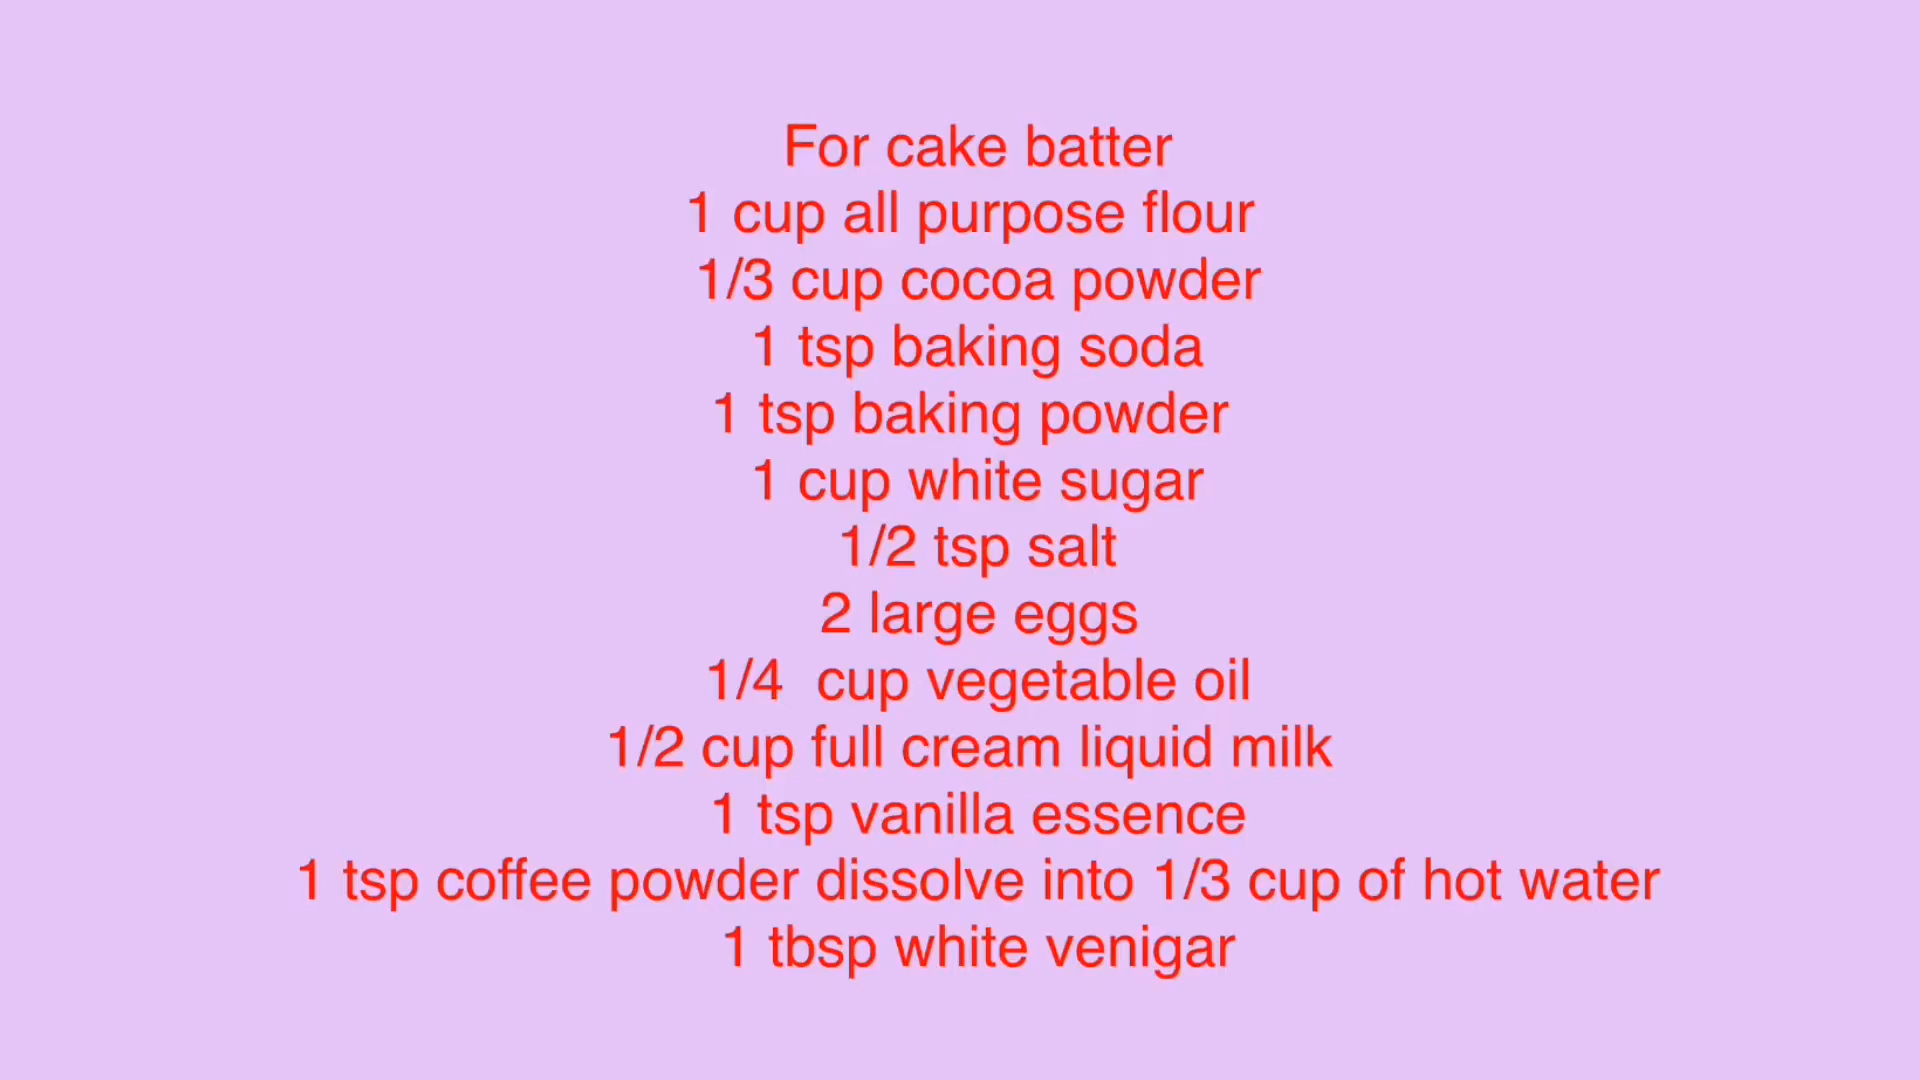 For cake batter
1 cup all purpose flour
1/3 cup cocoa powder
1 tsp baking soda
1 tsp baking powder
1 cup white sugar
1/2 tsp salt
2 large eggs
1/4  cup vegetable oil
1/2 cup full cream liquid milk
1 tsp vanilla essence
1 tsp coffee powder dissolve into 1/3 cup of hot water
1 tbsp white venigar